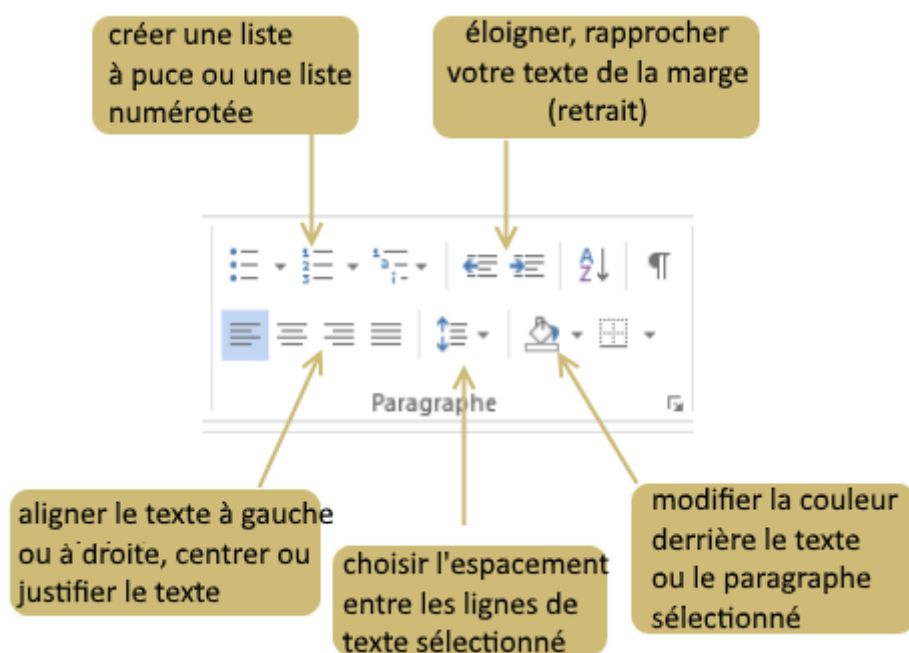 créer une liste
à puce ou une liste
numérotée
éloigner, rapprocher
votre texte de la marge
(retrait)
Paragraphe
aligner le texte à gauche
ou à droite, centrer ou
justifier le texte
choisir l'espacement
entre les lignes de
texte sélectionné
modifier la couleur
derrière le texte
ou le paragraphe
sélectionné